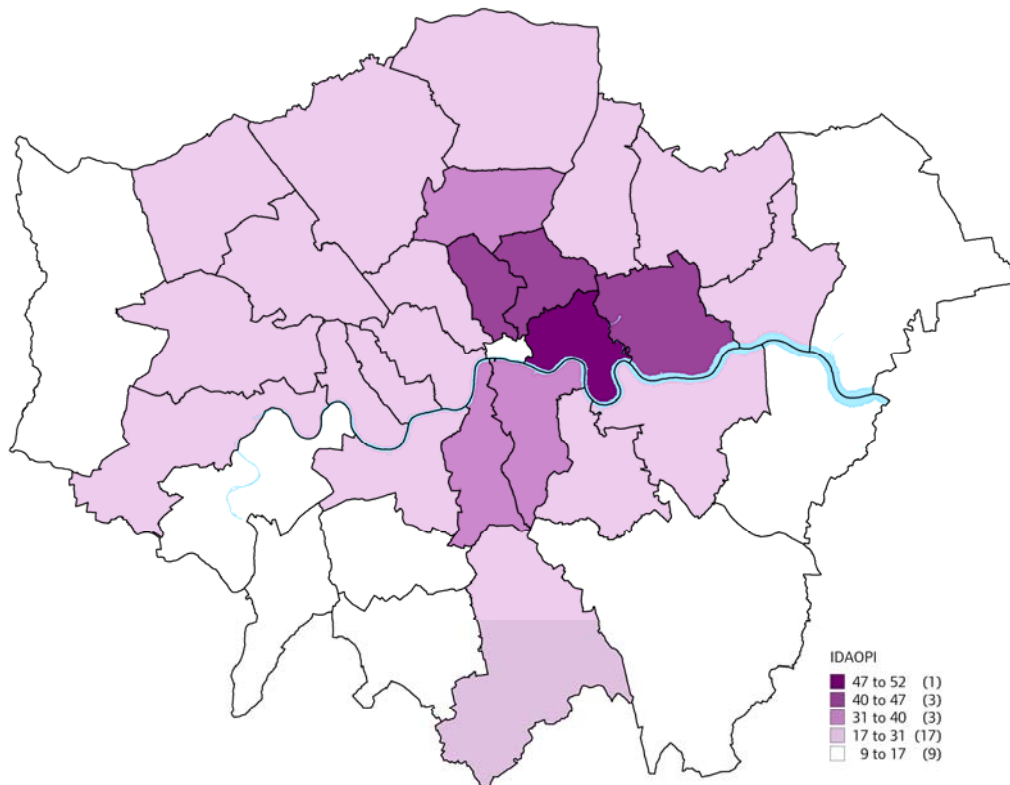 IDAOPI
47 to 52 (1)
40 to 47 (3)
31 to 40 (3)
17 to 31 (17)
9 to 17 (9)